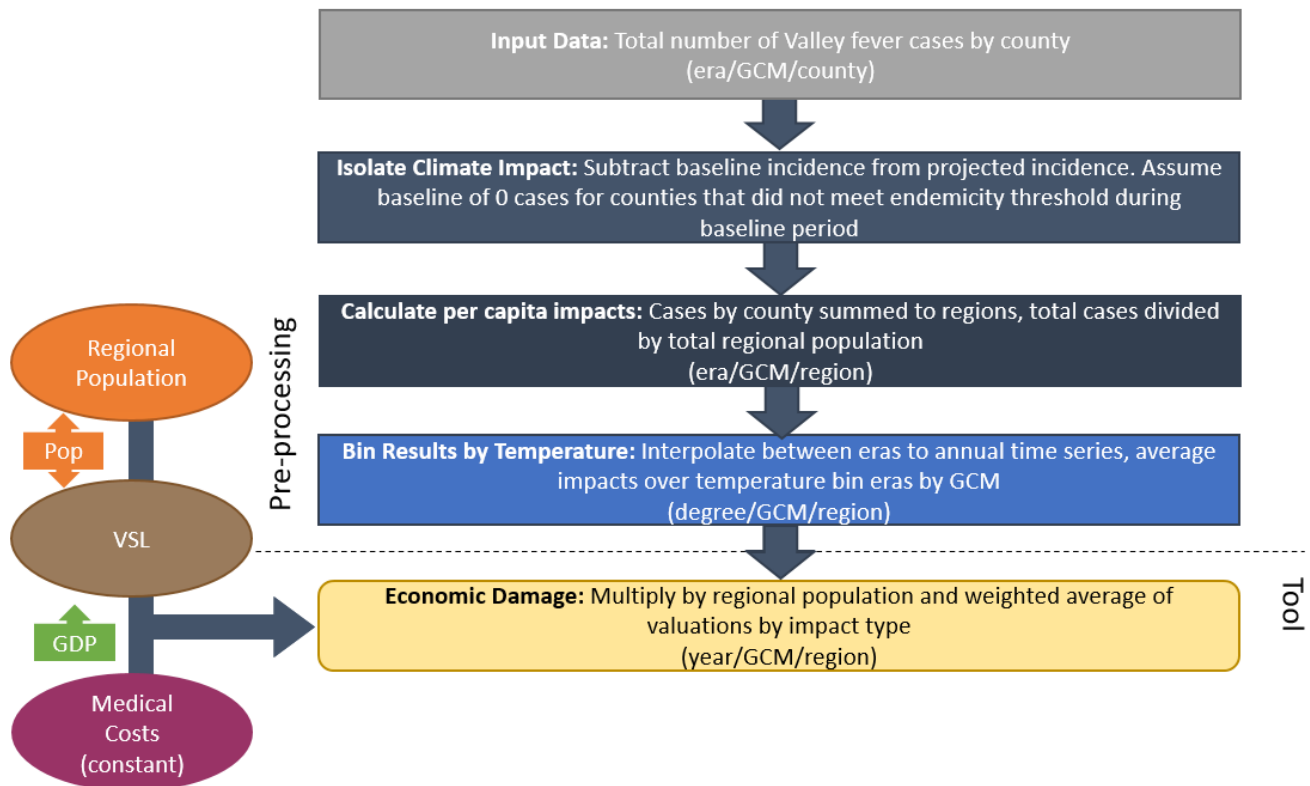 Input Data: Total number of Valley fever cases by county
(era/GCM/county)
Isolate Climate Impact: Subtract baseline incidence from projected incidence. Assume
baseline of 0 cases for counties that did not meet endemicity threshold during
baseline period
Calculate per capita impacts: Cases by county summed to regions, total cases divided
by total regional population
(era/GCM/region)
Bin Results by Temperature: Interpolate between eras to annual time series, average
impacts over temperature bin eras by GCM
(degree/GCM/region)
Economic Damage: Multiply by regional population and weighted average of
valuations by impact type
(year/GCM/region)
Pre-processing
Tool
Regional
Population
Pop
VSL
GDP
Medical
Costs
(constant)